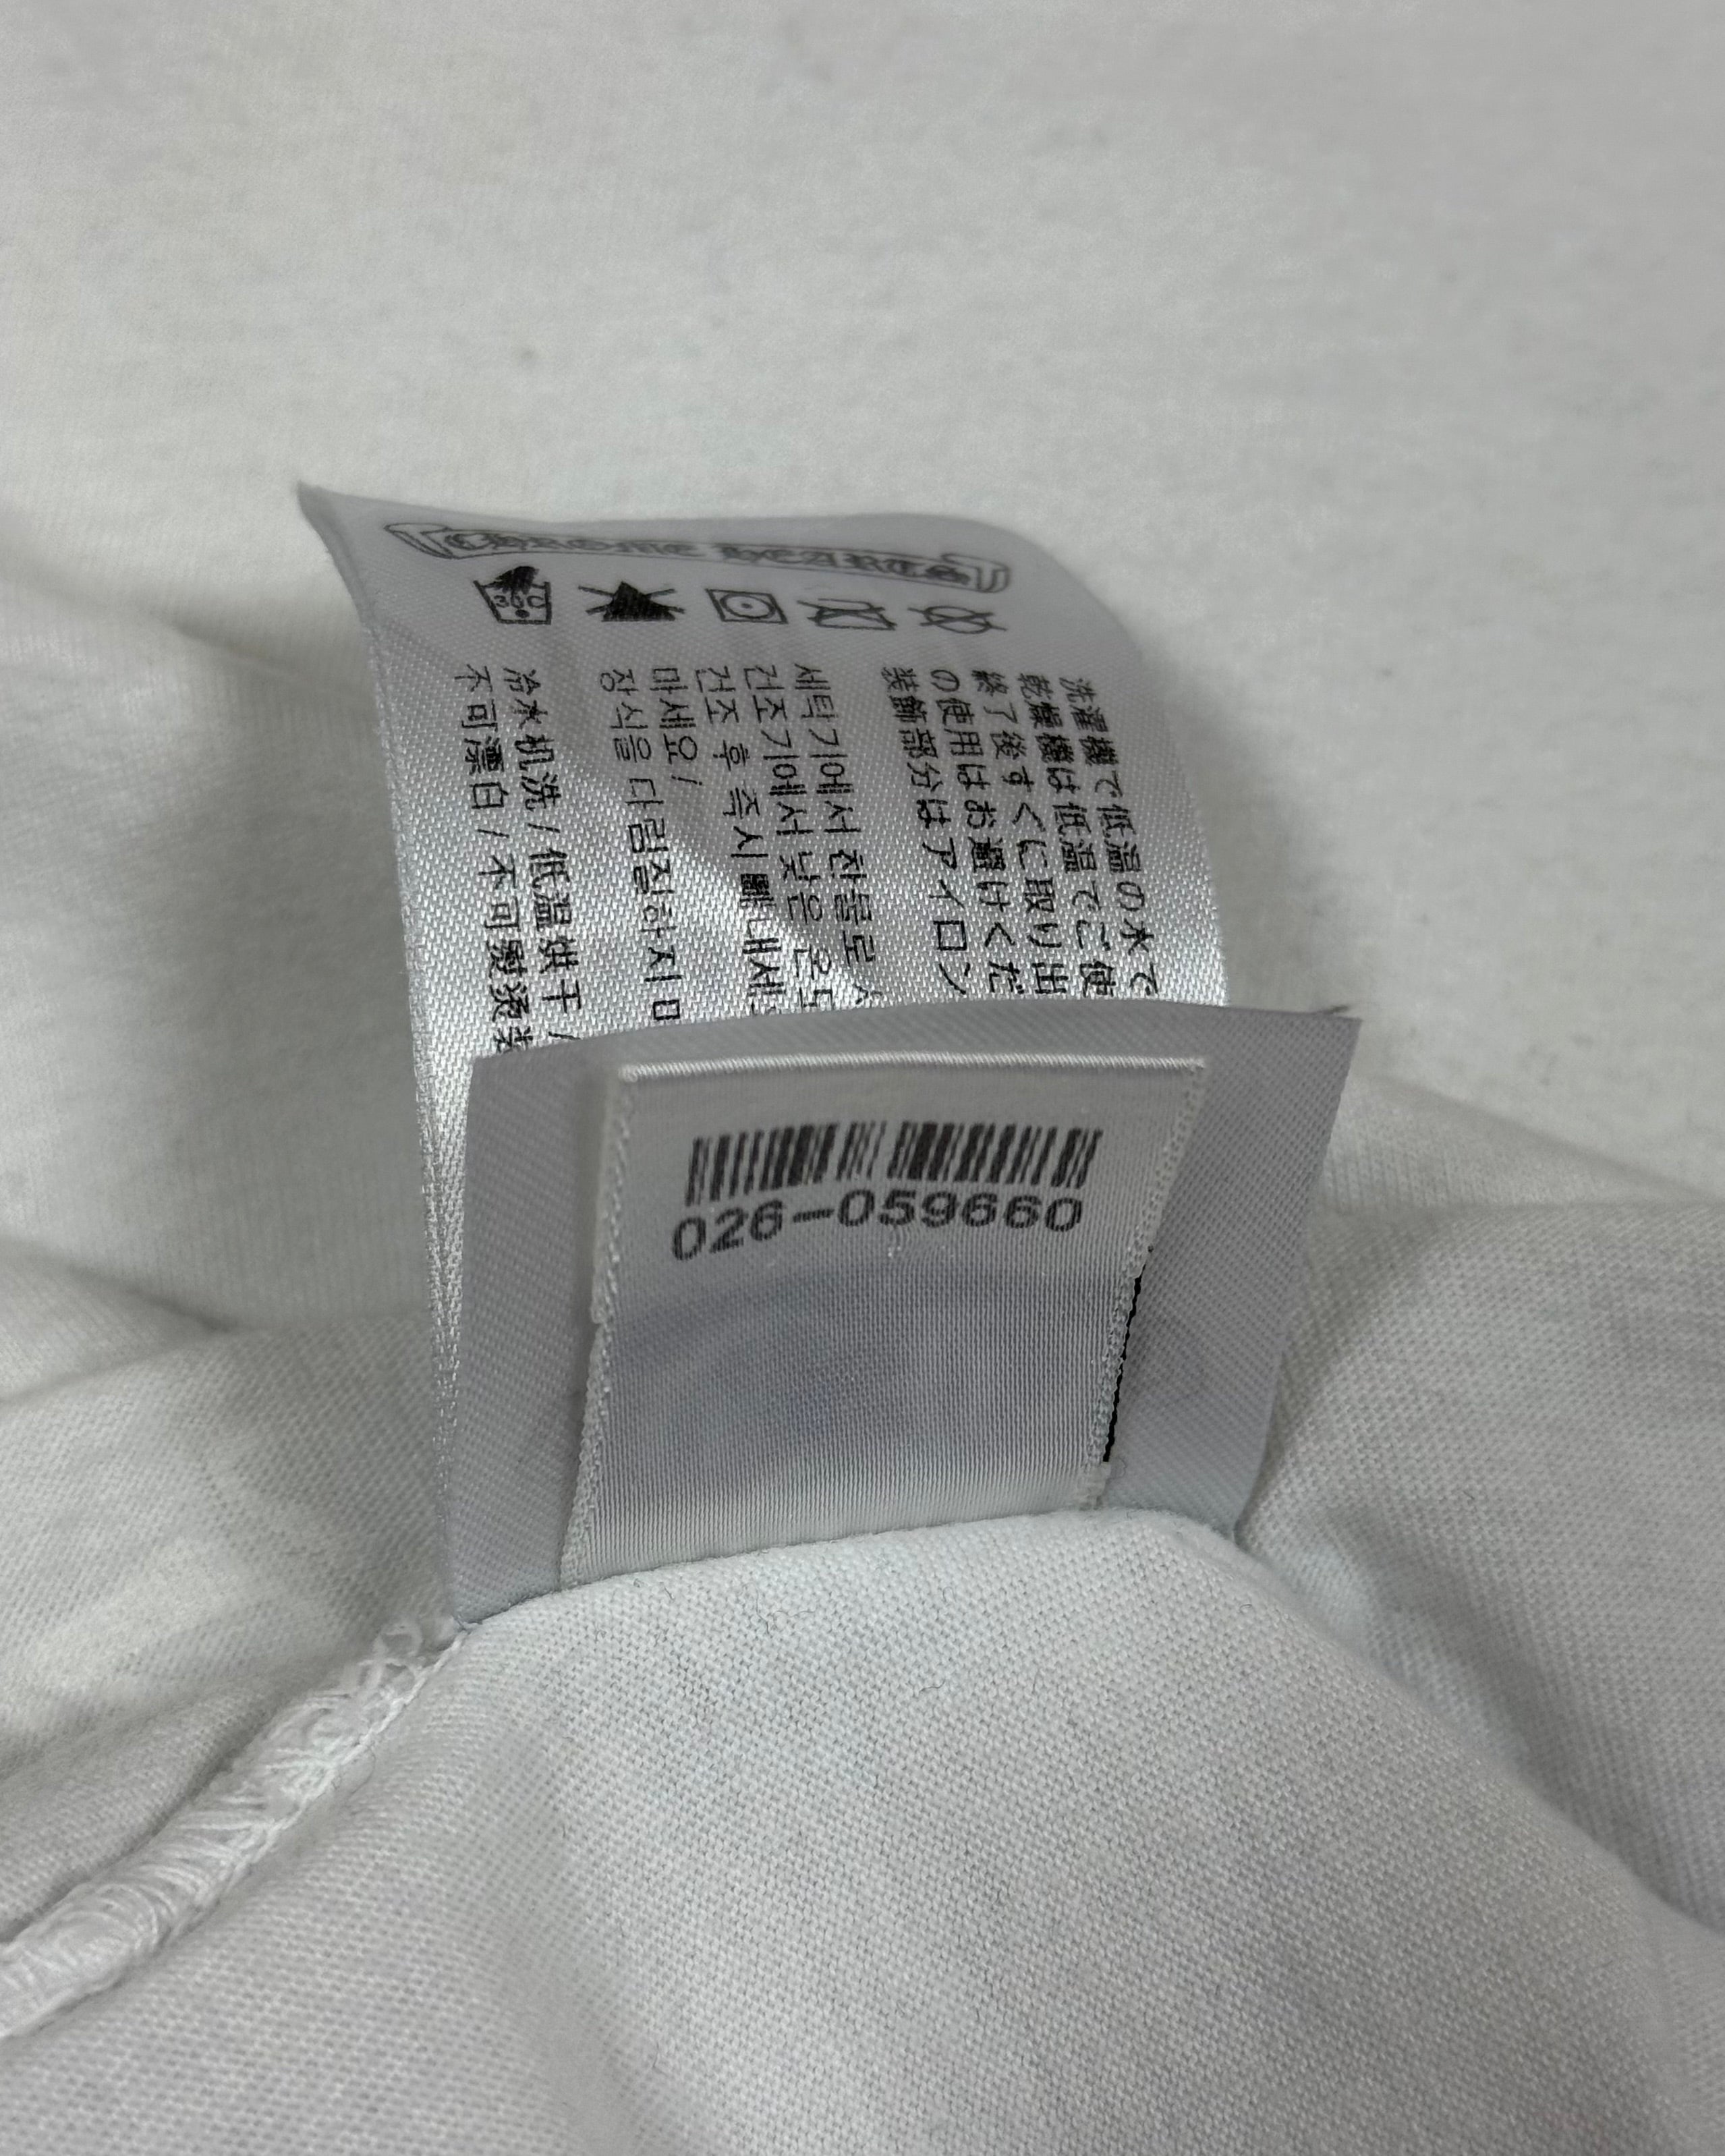 CHROME HEARTS
30C
洗濯機で低温の水で
乾燥機は低温でご使
終了後すぐに取り出
の使用はお避けくだ
装飾部分はアイロン
세탁기에서 찬물로
건조기에서 낮은 온도
건조 후 즉시 빼내세요
마세요/
장식을 다림질하지 마
冷水机洗/低温烘干/
不可漂白/不可熨烫装
026-059660